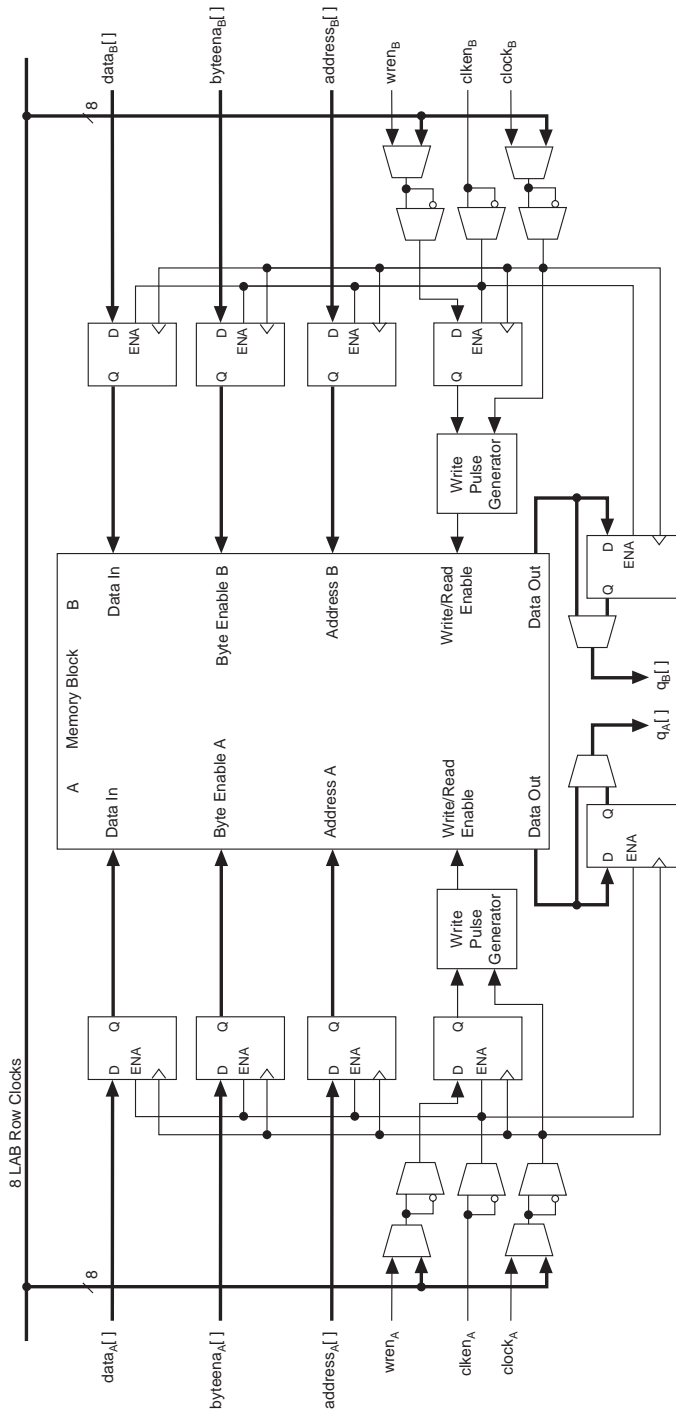 8 LAB Row Clocks
8
8
data_A[ ]
byteena_A[ ]
address_A[ ]
wren_A
clken_A
clock_A
D
Q
ENA
D
Q
ENA
D
Q
ENA
D
Q
ENA
Write
Pulse
Generator
A Memory Block B
Data In
Data In
Byte Enable A
Byte Enable B
Address A
Address B
Write/Read
Enable
Write/Read
Enable
Data Out
Data Out
D
Q
ENA
q_A[ ]
q_B[ ]
D
Q
ENA
Write
Pulse
Generator
Q
D
ENA
Q
D
ENA
Q
D
ENA
Q
D
ENA
data_B[ ]
byteena_B[ ]
address_B[ ]
wren_B
clken_B
clock_B